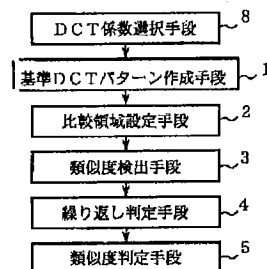 DCT係数選択手段 8
基準DCTパターン作成手段 1
比較領域設定手段 2
類似度検出手段 3
繰り返し判定手段 4
類似度判定手段 5